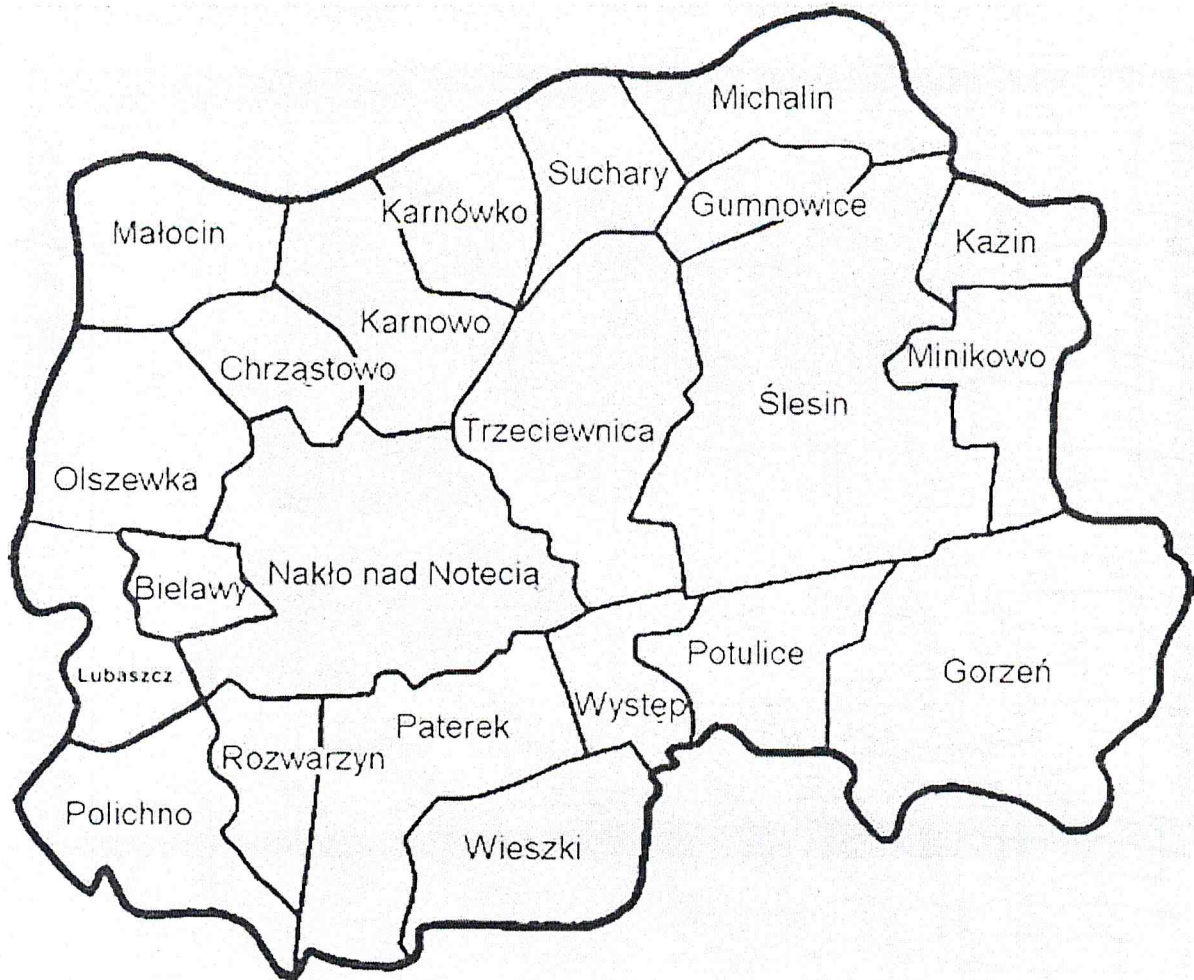 Michalin
Suchary
Karnówko
Gumnowice
Małocin
Kazin
Karnowo
Chrząstowo
Minikowo
Ślesin
Trzeciewnica
Olszewka
Nakło nad Notecia
Bielawy
Potulice
Gorzeń
Lubaszcz
Występ
Paterek
Rozwarzyn
Polichno
Wieszki